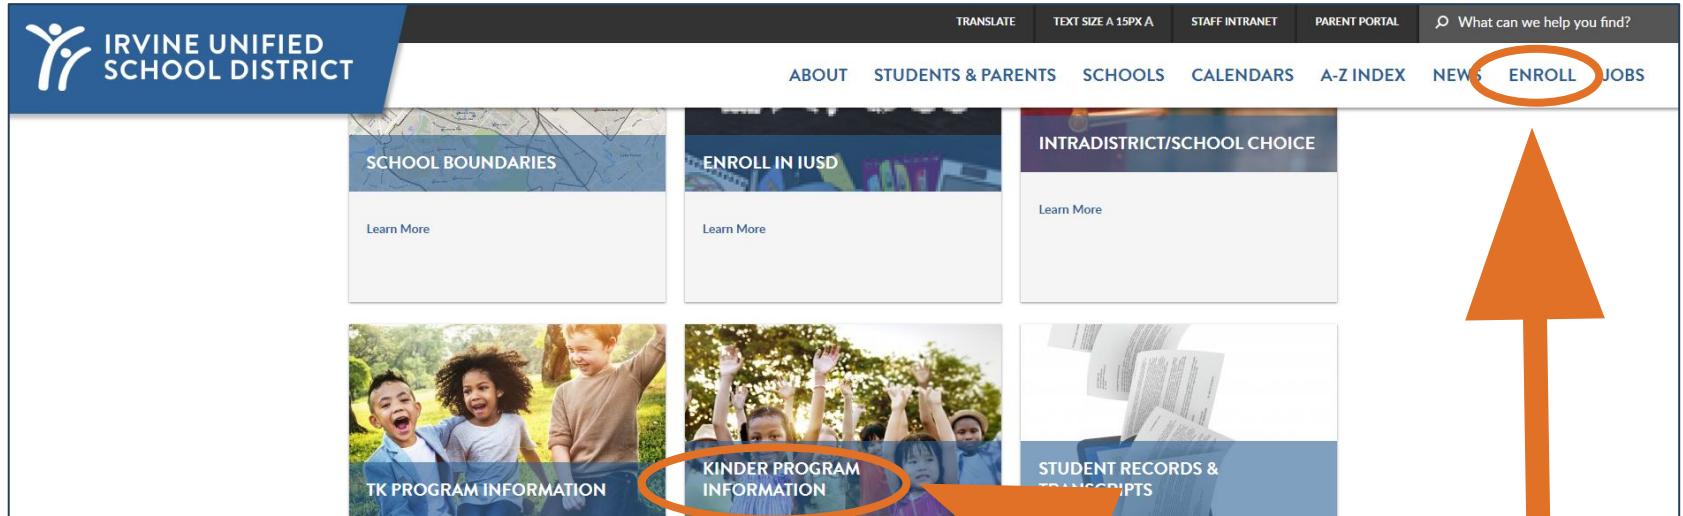 IRVINE UNIFIED
SCHOOL DISTRICT
TRANSLATE TEXT SIZE A 15PX A STAFF INTRANET PARENT PORTAL What can we help you find?
ABOUT STUDENTS & PARENTS SCHOOLS CALENDARS A-Z INDEX NEWS ENROLL JOBS
SCHOOL BOUNDARIES
Learn More
ENROLL IN IUSD
Learn More
INTRADISTRICT/SCHOOL CHOICE
Learn More
TK PROGRAM INFORMATION
KINDER PROGRAM
INFORMATION
STUDENT RECORDS &
TRANSCRIPTS